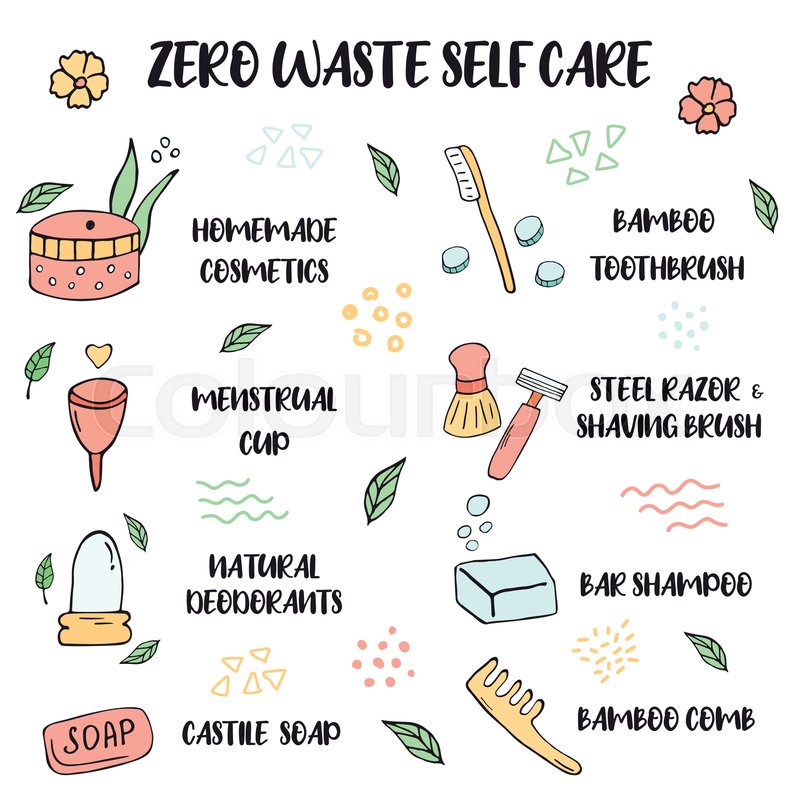 ZERO WASTE SELF CARE
HOMEMADE
COSMETICS
BAMBOO
TOOTHBRUSH
MENSTRUAL
CUP
STEEL RAZOR &
SHAVING BRUSH
NATURAL
DEODORANTS
BAR SHAMPOO
SOAP
CASTILE SOAP
BAMBOO COMB